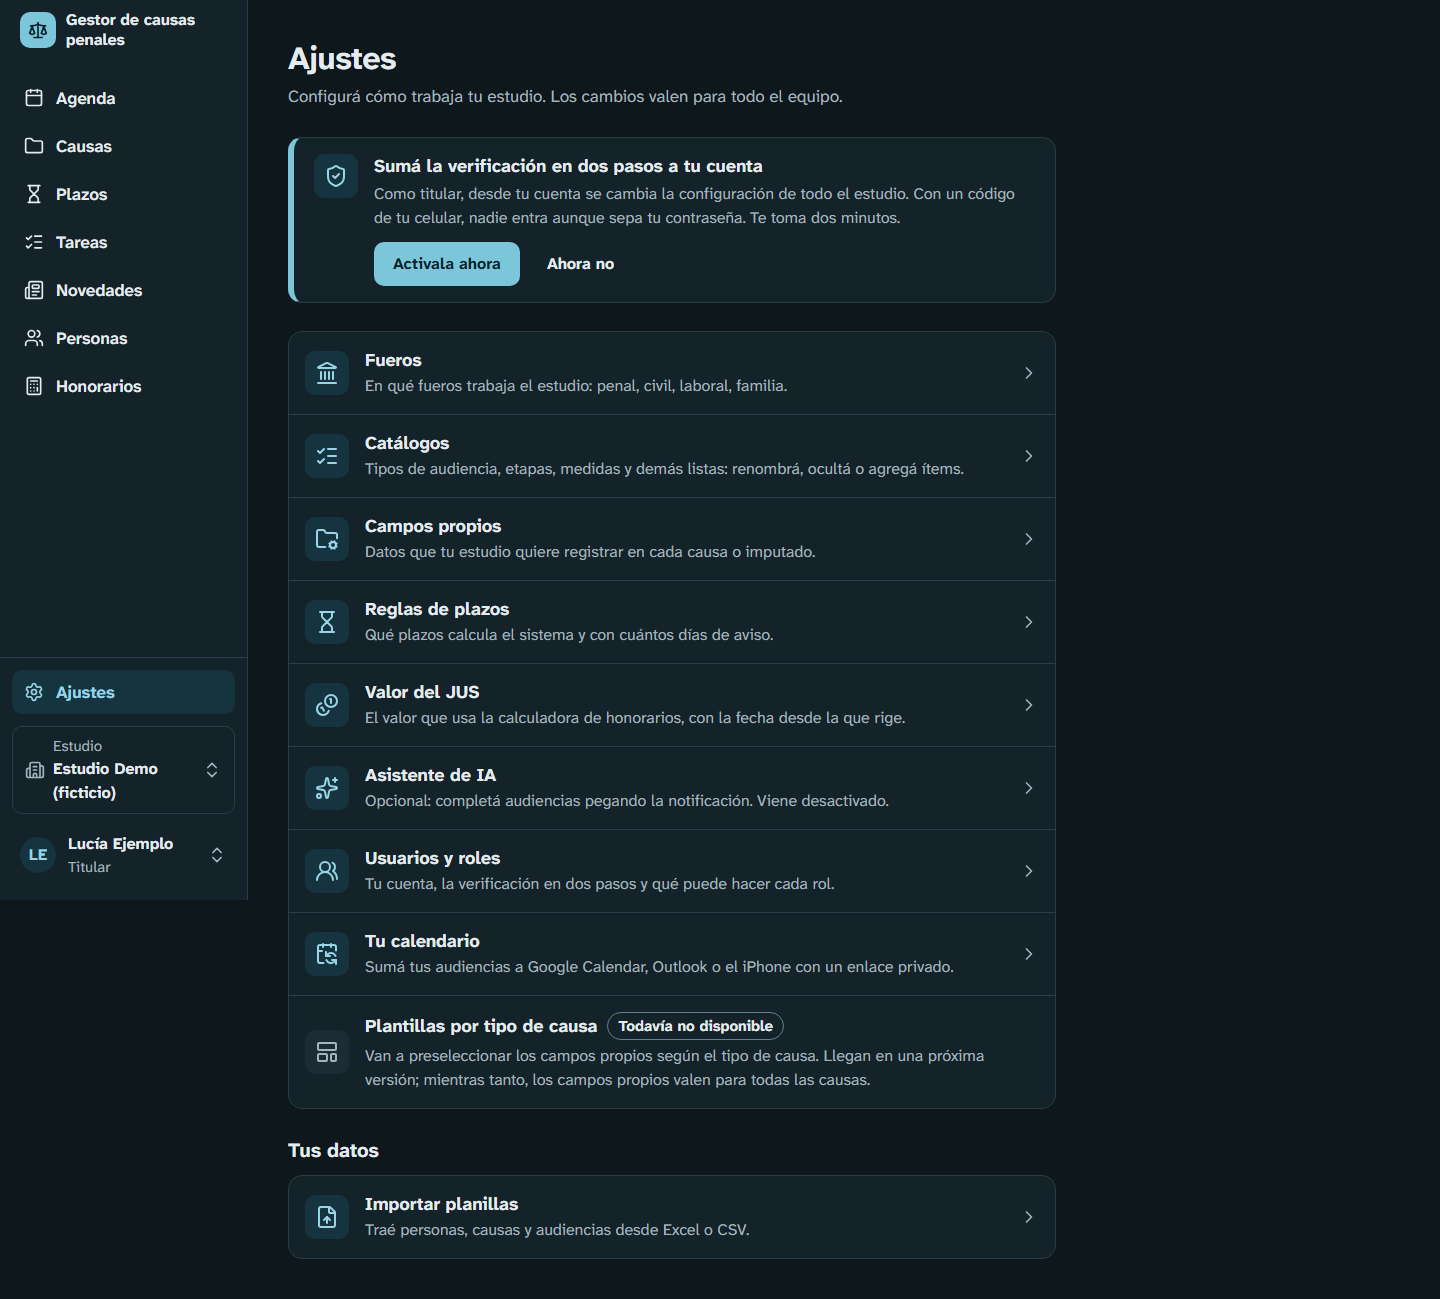 Gestor de causas
penales
Agenda
Causas
Plazos
Tareas
Novedades
Personas
Honorarios
Ajustes
Estudio
Estudio Demo
(ficticio)
LE
Lucía Ejemplo
Titular
Ajustes
Configurá cómo trabaja tu estudio. Los cambios valen para todo el equipo.
Sumá la verificación en dos pasos a tu cuenta
Como titular, desde tu cuenta se cambia la configuración de todo el estudio. Con un código
de tu celular, nadie entra aunque sepa tu contraseña. Te toma dos minutos.
Activala ahora
Ahora no
Fueros
En qué fueros trabaja el estudio: penal, civil, laboral, familia.
Catálogos
Tipos de audiencia, etapas, medidas y demás listas: renombrá, ocultá o agregá ítems.
Campos propios
Datos que tu estudio quiere registrar en cada causa o imputado.
Reglas de plazos
Qué plazos calcula el sistema y con cuántos días de aviso.
Valor del JUS
El valor que usa la calculadora de honorarios, con la fecha desde la que rige.
Asistente de IA
Opcional: completá audiencias pegando la notificación. Viene desactivado.
Usuarios y roles
Tu cuenta, la verificación en dos pasos y qué puede hacer cada rol.
Tu calendario
Sumá tus audiencias a Google Calendar, Outlook o el iPhone con un enlace privado.
Plantillas por tipo de causa
Todavía no disponible
Van a preseleccionar los campos propios según el tipo de causa. Llegan en una próxima
versión; mientras tanto, los campos propios valen para todas las causas.
Tus datos
Importar planillas
Traé personas, causas y audiencias desde Excel o CSV.